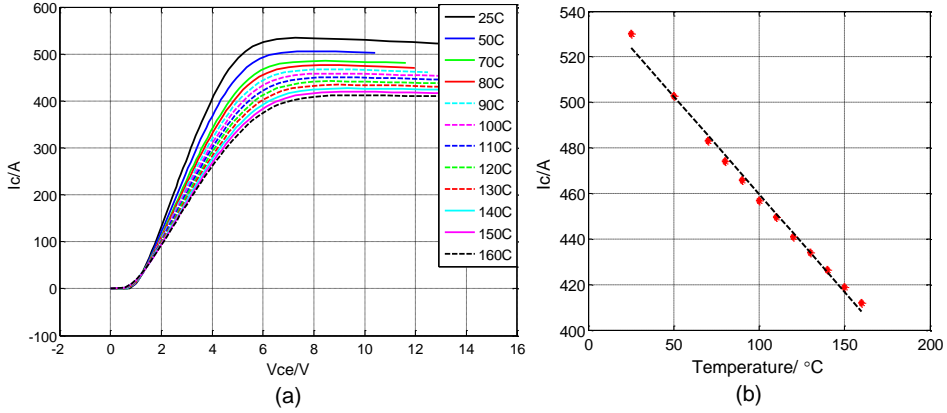 600
500
400
300
200
100
0
-100
-2
0
2
4
6
8
10
12
14
16
Ic/A
Vce/V
25C
50C
70C
80C
90C
100C
110C
120C
130C
140C
150C
160C
(a)
540
520
500
480
460
440
420
400
0
50
100
150
200
Ic/A
Temperature/ °C
(b)